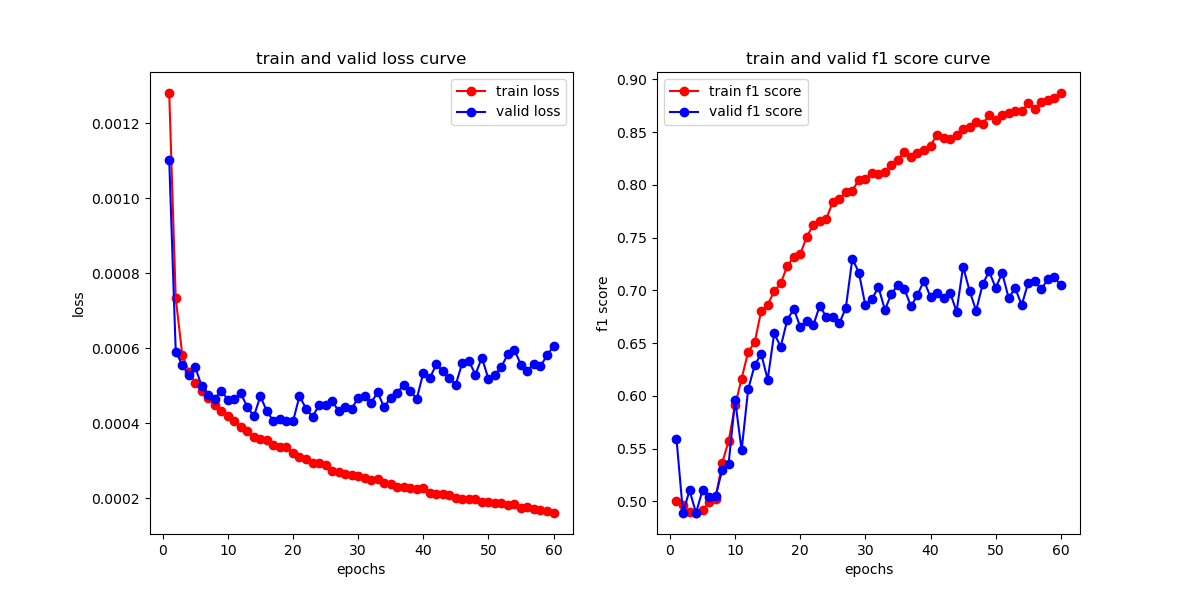 train and valid loss curve
train loss
valid loss
0.0012
0.0010
0.0008
0.0006
0.0004
0.0002
loss
0 10 20 30 40 50 60
epochs
train and valid f1 score curve
train f1 score
valid f1 score
0.90
0.85
0.80
0.75
0.70
0.65
0.60
0.55
0.50
f1 score
0 10 20 30 40 50 60
epochs